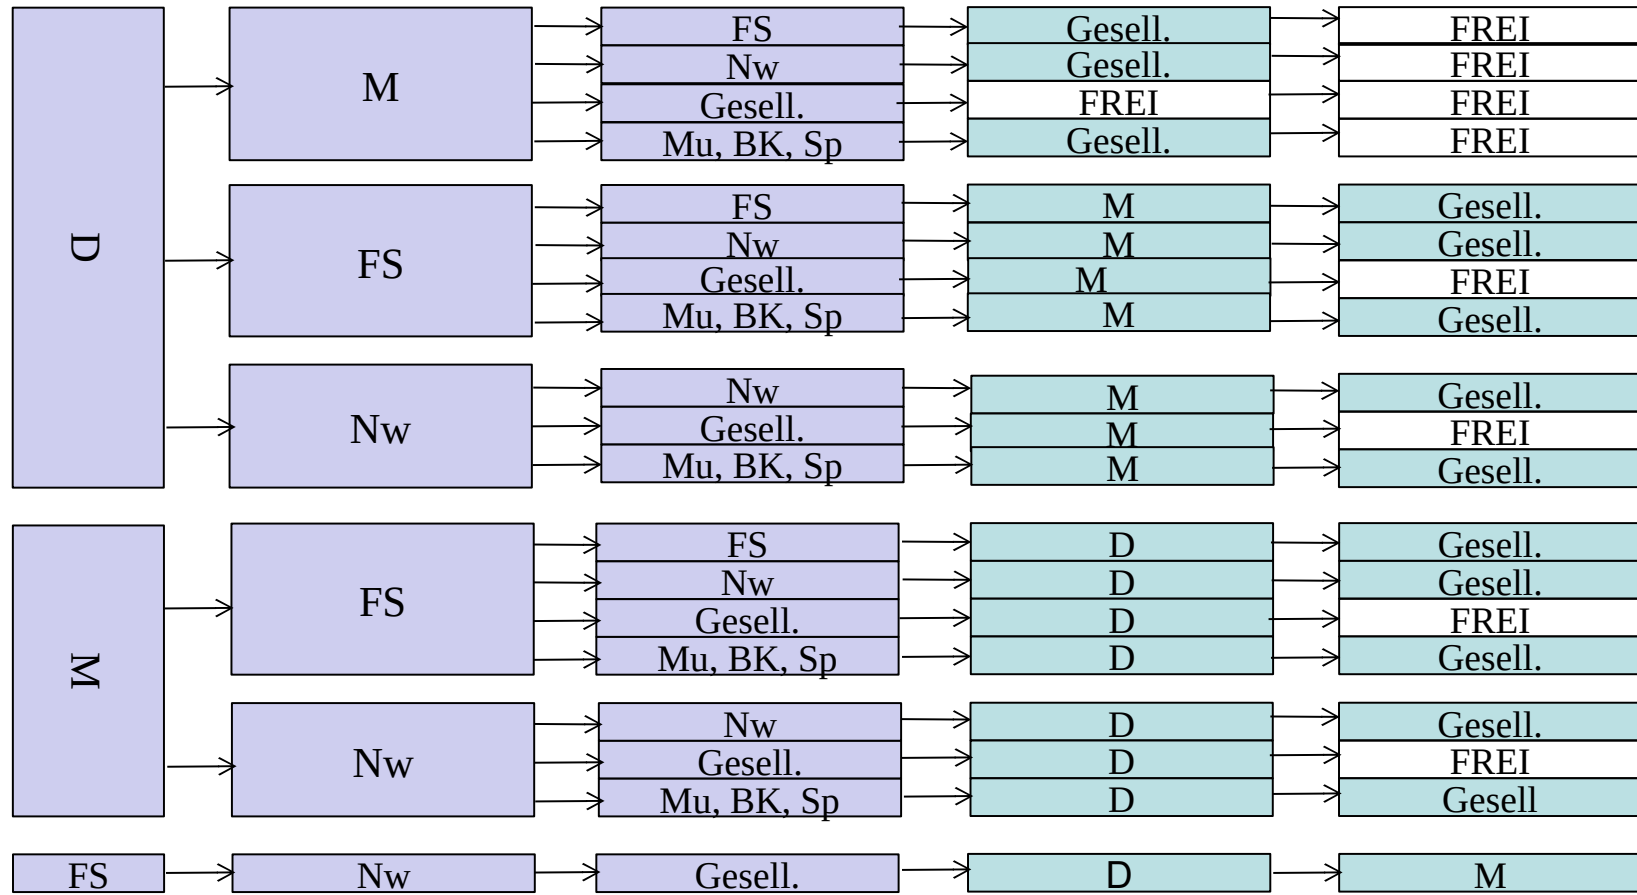 D
M
FS Gesell. FREI
Nw Gesell. FREI
Gesell. FREI FREI
Mu, BK, Sp Gesell. FREI
FS
FS M Gesell.
Nw M Gesell.
Gesell. M FREI
Mu, BK, Sp M Gesell.
Nw
Nw M Gesell.
Gesell. M FREI
Mu, BK, Sp M Gesell.
M
FS
FS D Gesell.
Nw D Gesell.
Gesell. D FREI
Mu, BK, Sp D Gesell.
Nw
Nw D Gesell.
Gesell. D FREI
Mu, BK, Sp D Gesell
FS Nw Gesell. D M